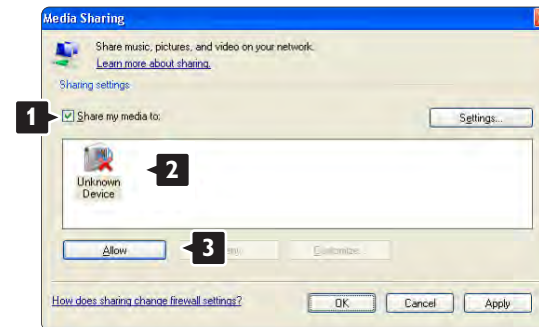 Media Sharing
Share music, pictures, and video on your network.
Learn more about sharing.
Sharing settings
1
Share my media to:
Settings...
Unknown
Device
2
Allow
3
Customize
How does sharing change firewall settings?
OK
Cancel
Apply